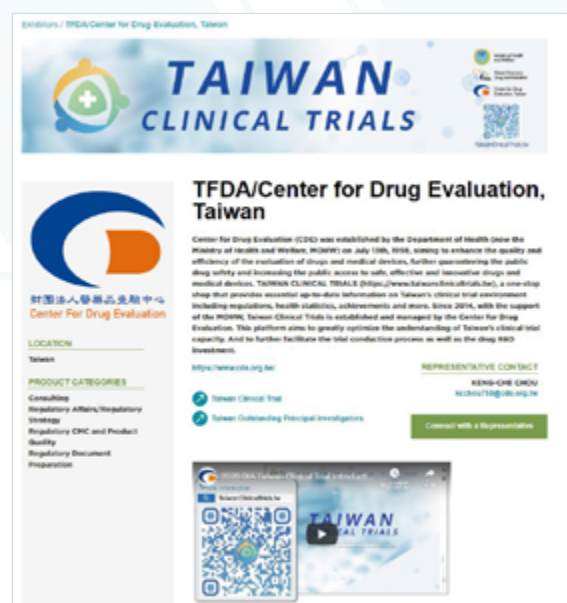 Exhibitors / TFDA/Center for Drug Evaluation, Taiwan
TAIWAN
CLINICAL TRIALS
TFDA/Center for Drug Evaluation,
Taiwan
Center for Drug Evaluation (CDE) was established by the Department of Health (now the
Ministry of Health and Welfare, MOHW) on July 13th, 1998, aiming to enhance the quality and
efficiency of the evaluation of drugs and medical devices, further guaranteeing the public
drug safety and increasing the public access to safe, effective and innovative drugs and
medical devices. TAIWAN CLINICAL TRIALS (https://www.taiwanclinicaltrials.tw), a one-stop
shop that provides essential up-to-date information on Taiwan's clinical trial environment
including regulations, health statistics, achievements and more. Since 2014, with the support
of the MOHW, Taiwan Clinical Trials is established and managed by the Center for Drug
Evaluation. This platform aims to greatly optimize the understanding of Taiwan's clinical trial
capacity. And to further facilitate the trial conduction process as well as the drug R&D
investment.
https://www.cde.org.tw/
Taiwan Clinical Trial
Taiwan Outstanding Principal Investigators
REPRESENTATIVE CONTACT
KENG-CHE CHOU
Connect with a Representative
財團法人醫藥品查驗中心
Center For Drug Evaluation
LOCATION
Taiwan
PRODUCT CATEGORIES
Consulting
Regulatory Affairs/Regulatory
Strategy
Regulatory CMC and Product
Quality
Regulatory Document
Preparation
2020 DIA Taiwan Clinical Trial Introducti...
TAIWAN
CAL TRIALS